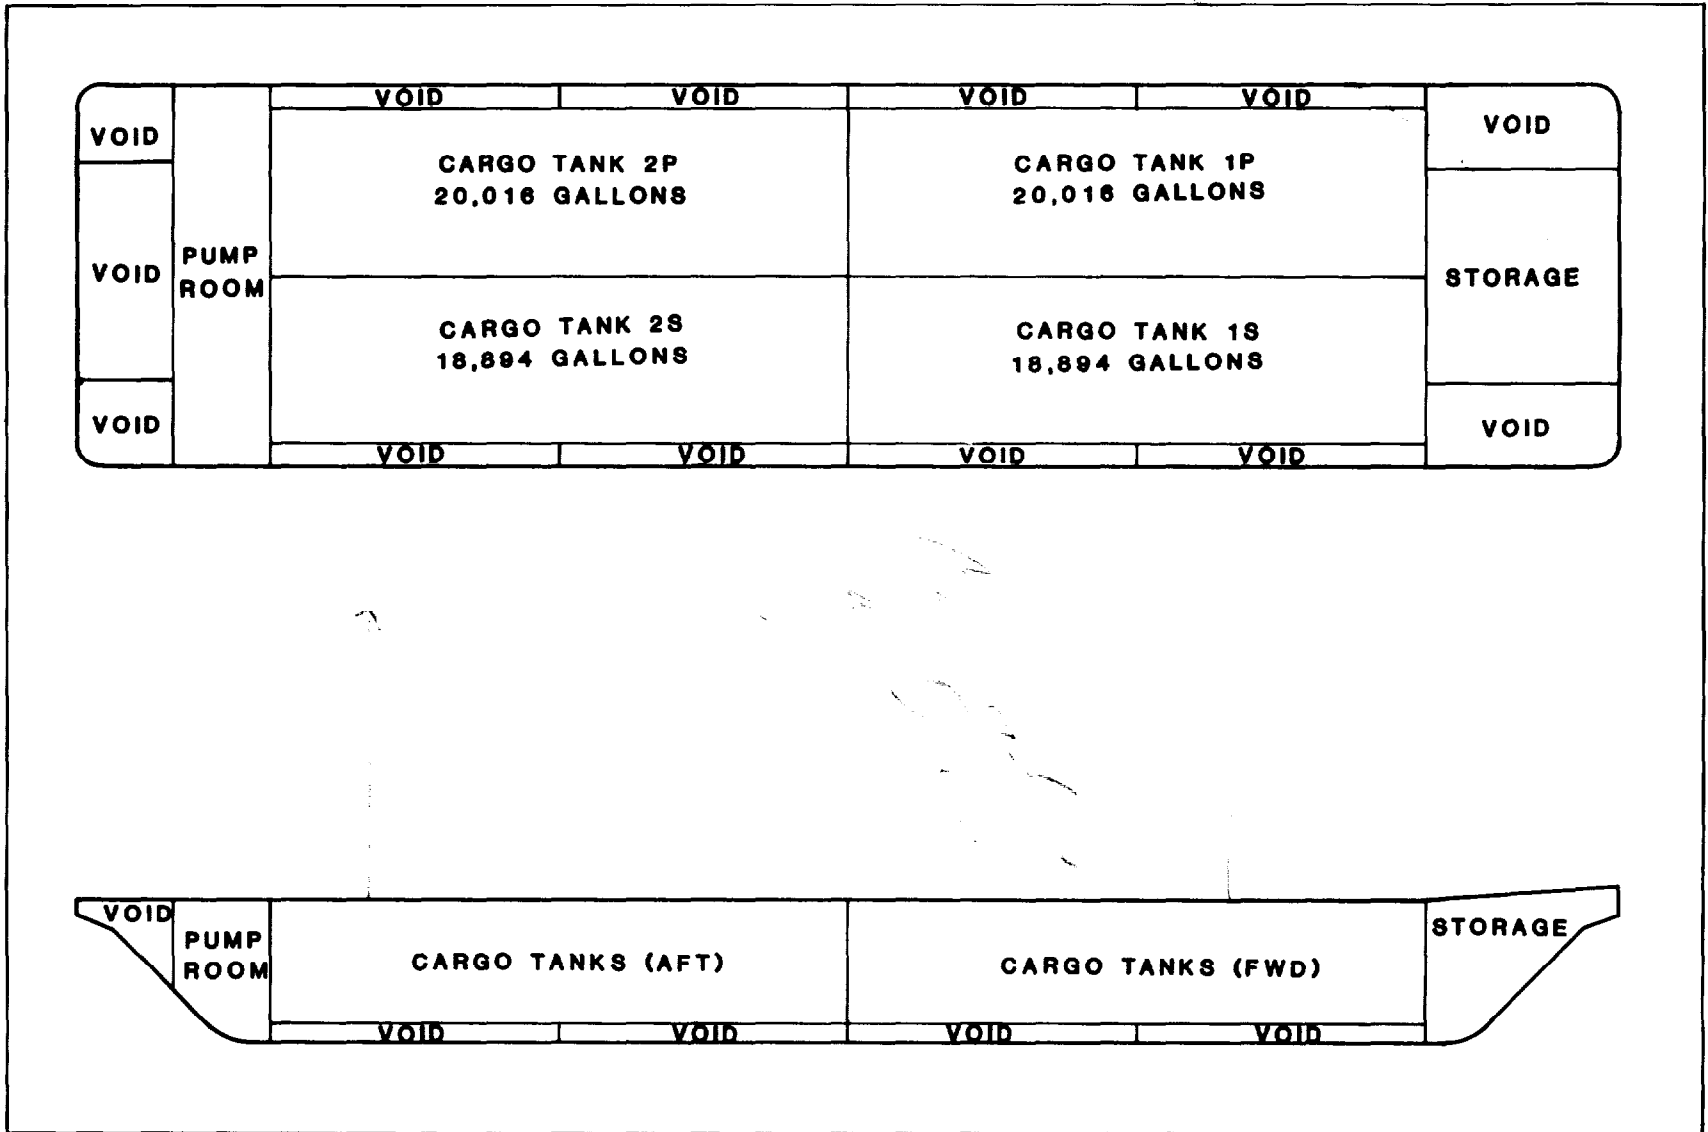 VOID VOID VOID VOID
VOID
VOID
CARGO TANK 2P
20,016 GALLONS
CARGO TANK 1P
20,016 GALLONS
PUMP
ROOM
VOID
STORAGE
CARGO TANK 2S
18,894 GALLONS
CARGO TANK 1S
18,894 GALLONS
VOID
VOID
VOID VOID VOID VOID
VOID
PUMP
ROOM
CARGO TANKS (AFT)
CARGO TANKS (FWD)
STORAGE
VOID VOID VOID VOID